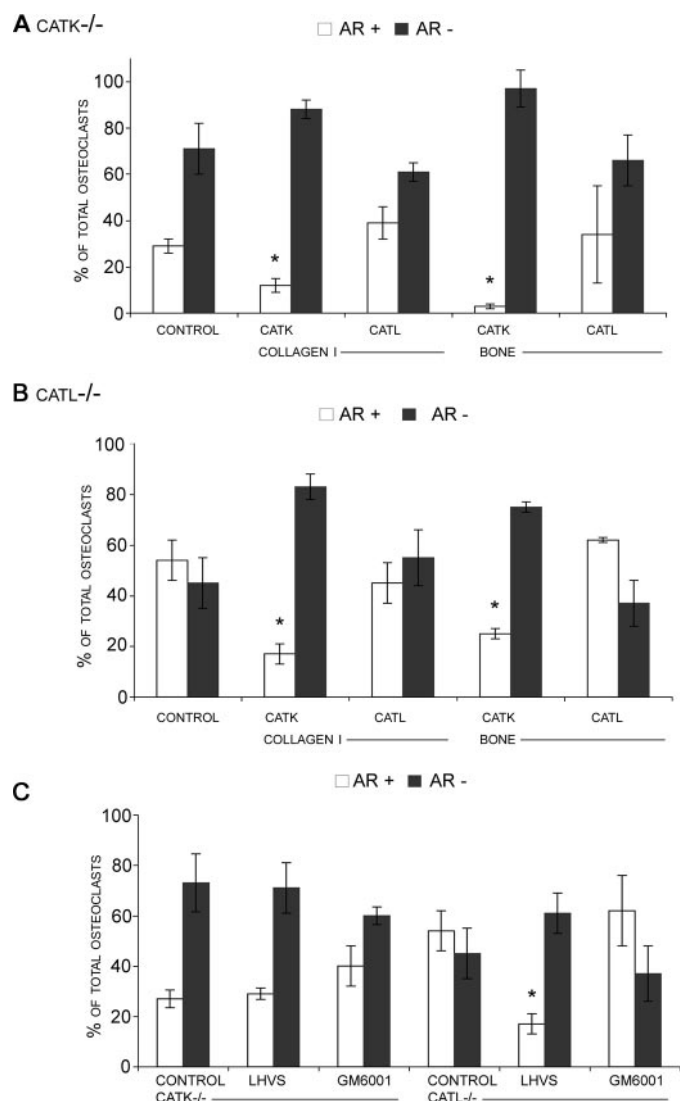 A CATK-/-
AR + AR -
% OF TOTAL OSTEOCLASTS
100
80
60
40
20
0
*
*
CONTROL CATK CATL CATK CATL
COLLAGEN I BONE
B CATL-/-
AR + AR -
% OF TOTAL OSTEOCLASTS
100
80
60
40
20
0
*
*
CONTROL CATK CATL CATK CATL
COLLAGEN I BONE
C
AR + AR -
% OF TOTAL OSTEOCLASTS
100
80
60
40
20
0
*
CONTROL LHVS GM6001 CONTROL LHVS GM6001
CATK-/- CATL-/-